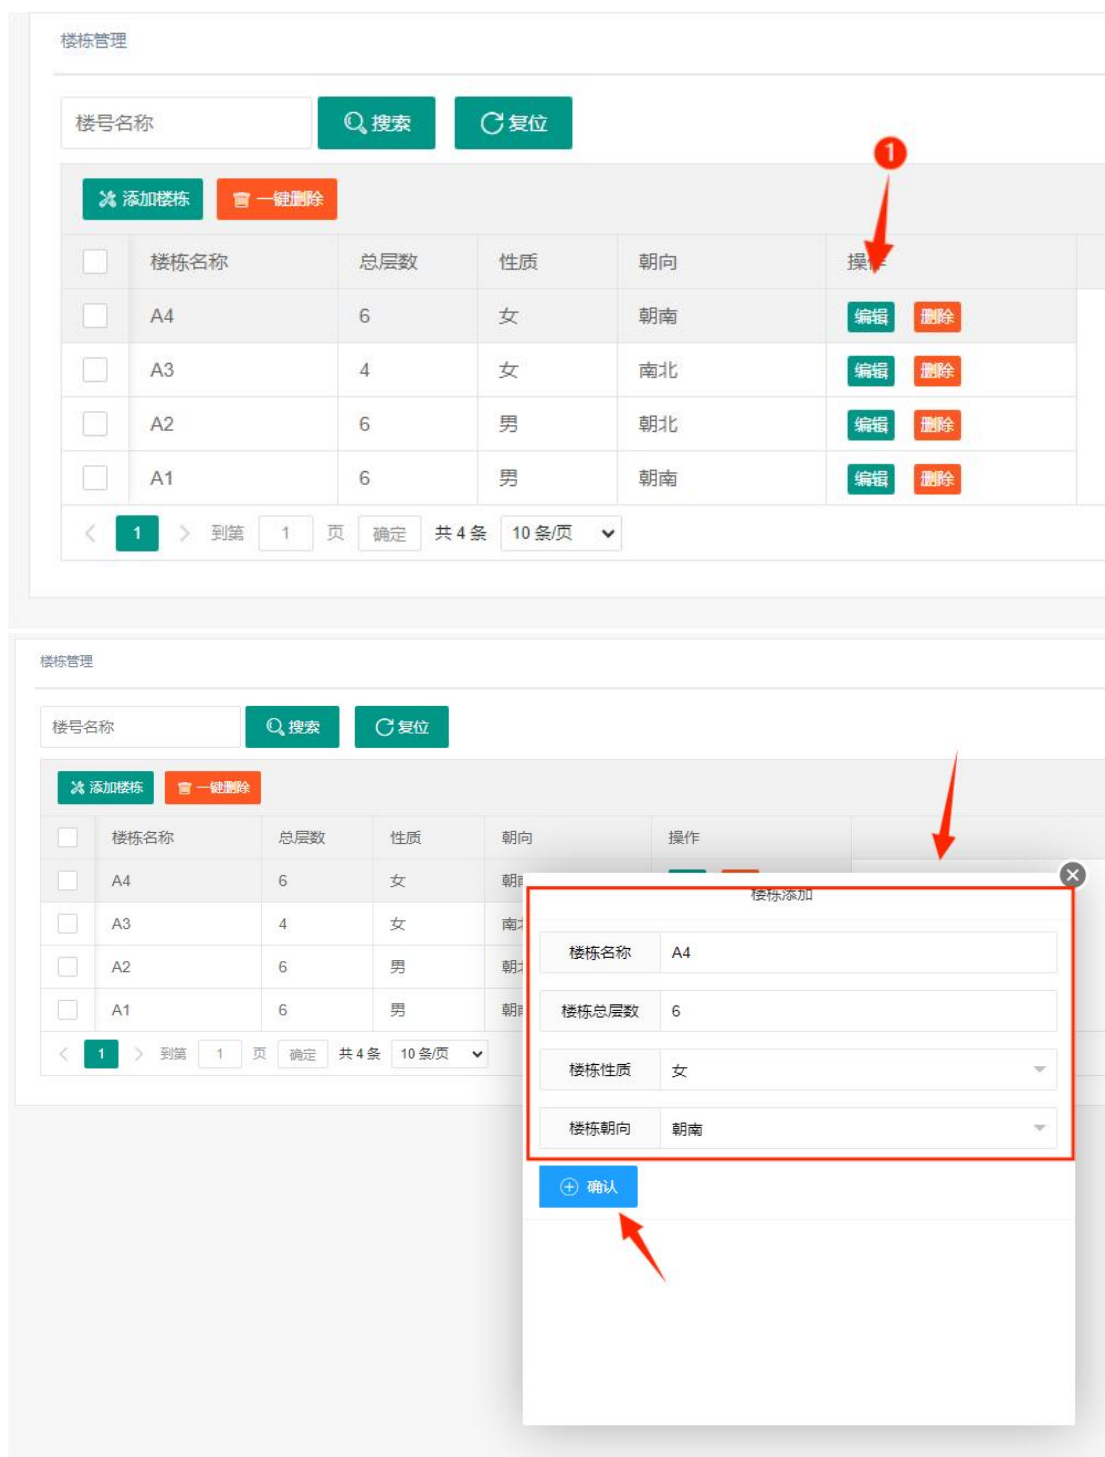 楼栋管理
楼号名称 搜索 复位
1
添加楼栋 一键删除
楼栋名称 总层数 性质 朝向 操作
A4 6 女 朝南 编辑 删除
A3 4 女 南北 编辑 删除
A2 6 男 朝北 编辑 删除
A1 6 男 朝南 编辑 删除
1 到第 1 页 确定 共 4 条 10 条/页
楼栋管理
楼号名称 搜索 复位
添加楼栋 一键删除
楼栋名称 总层数 性质 朝向 操作
A4 6 女 朝
A3 4 女 南
A2 6 男 朝
A1 6 男 朝
1 到第 1 页 确定 共 4 条 10 条/页
楼栋添加
楼栋名称 A4
楼栋总层数 6
楼栋性质 女
楼栋朝向 朝南
确认